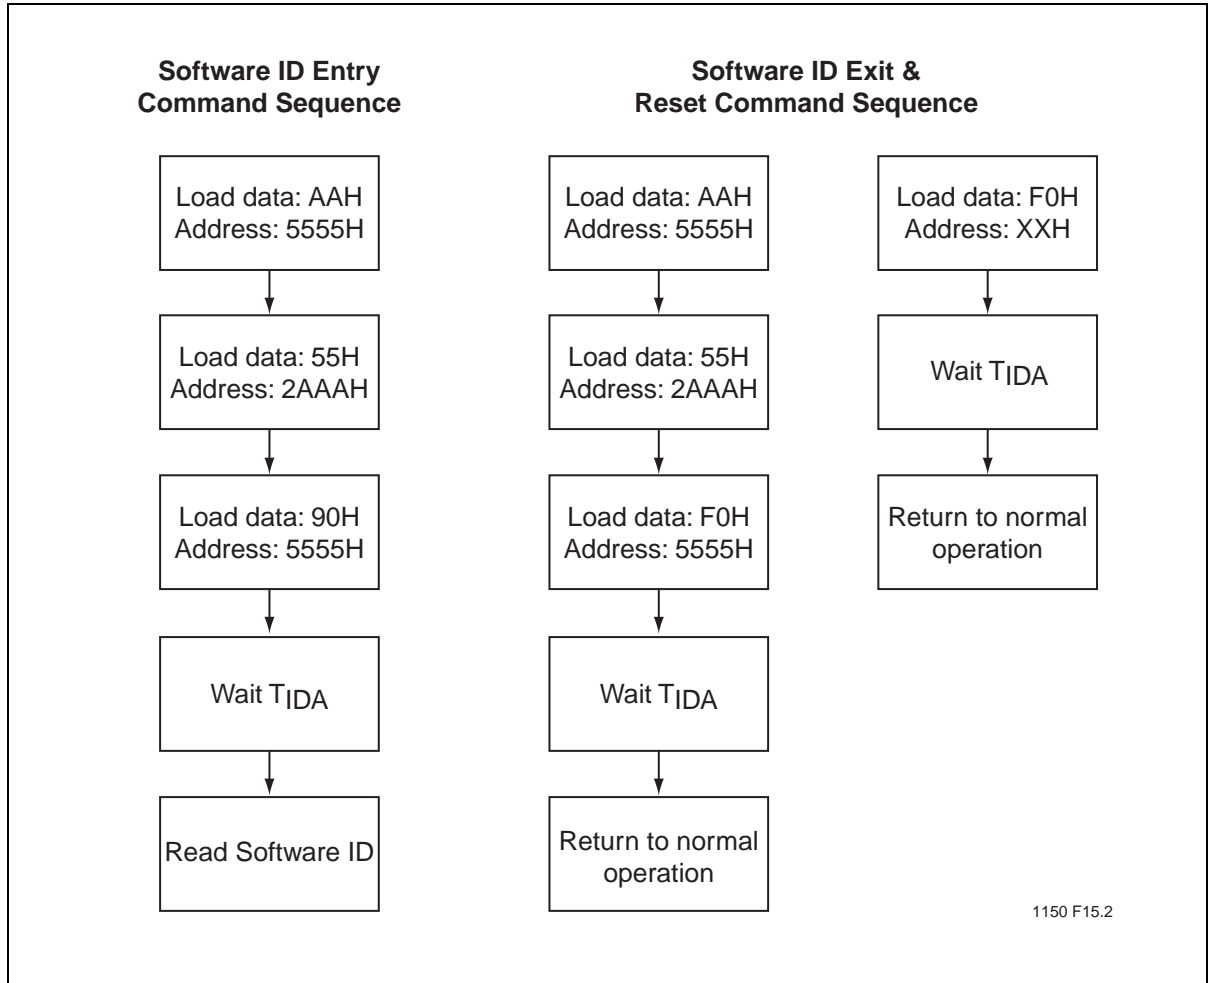 Software ID Entry
Command Sequence
Load data: AAH
Address: 5555H
Load data: 55H
Address: 2AAAH
Load data: 90H
Address: 5555H
Wait TIDA
Read Software ID
Software ID Exit &
Reset Command Sequence
Load data: AAH
Address: 5555H
Load data: 55H
Address: 2AAAH
Load data: F0H
Address: 5555H
Wait TIDA
Return to normal
operation
Load data: F0H
Address: XXH
Wait TIDA
Return to normal
operation
1150 F15.2